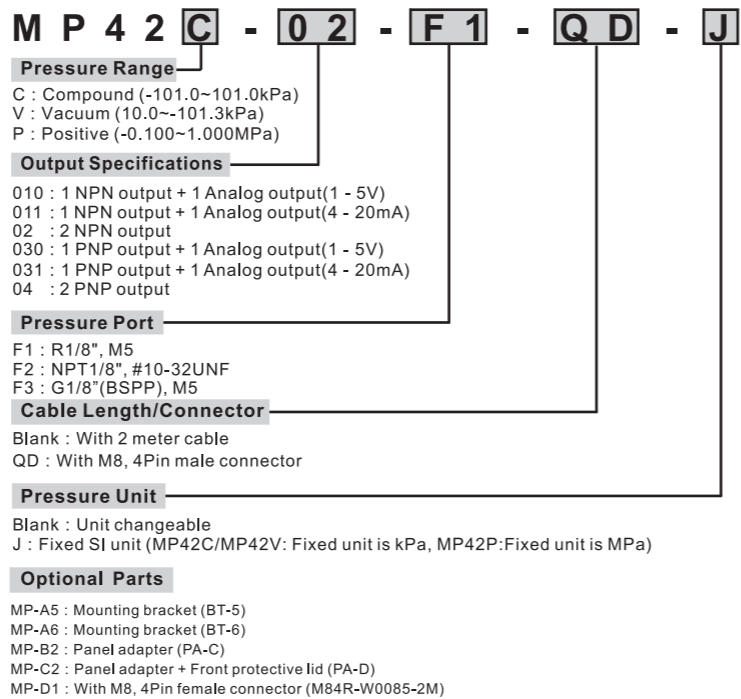 MP42C - 02 - F1 - QD - J
Pressure Range
C : Compound (-101.0~101.0kPa)
V : Vacuum (10.0~-101.3kPa)
P : Positive (-0.100~1.000MPa)
Output Specifications
010 : 1 NPN output + 1 Analog output(1 - 5V)
011 : 1 NPN output + 1 Analog output(4 - 20mA)
02 : 2 NPN output
030 : 1 PNP output + 1 Analog output(1 - 5V)
031 : 1 PNP output + 1 Analog output(4 - 20mA)
04 : 2 PNP output
Pressure Port
F1 : R1/8", M5
F2 : NPT1/8", #10-32UNF
F3 : G1/8”(BSPP), M5
Cable Length/Connector
Blank : With 2 meter cable
QD : With M8, 4Pin male connector
Pressure Unit
Blank : Unit changeable
J : Fixed SI unit (MP42C/MP42V: Fixed unit is kPa, MP42P:Fixed unit is MPa)
Optional Parts
MP-A5 : Mounting bracket (BT-5)
MP-A6 : Mounting bracket (BT-6)
MP-B2 : Panel adapter (PA-C)
MP-C2 : Panel adapter + Front protective lid (PA-D)
MP-D1 : With M8, 4Pin female connector (M84R-W0085-2M)